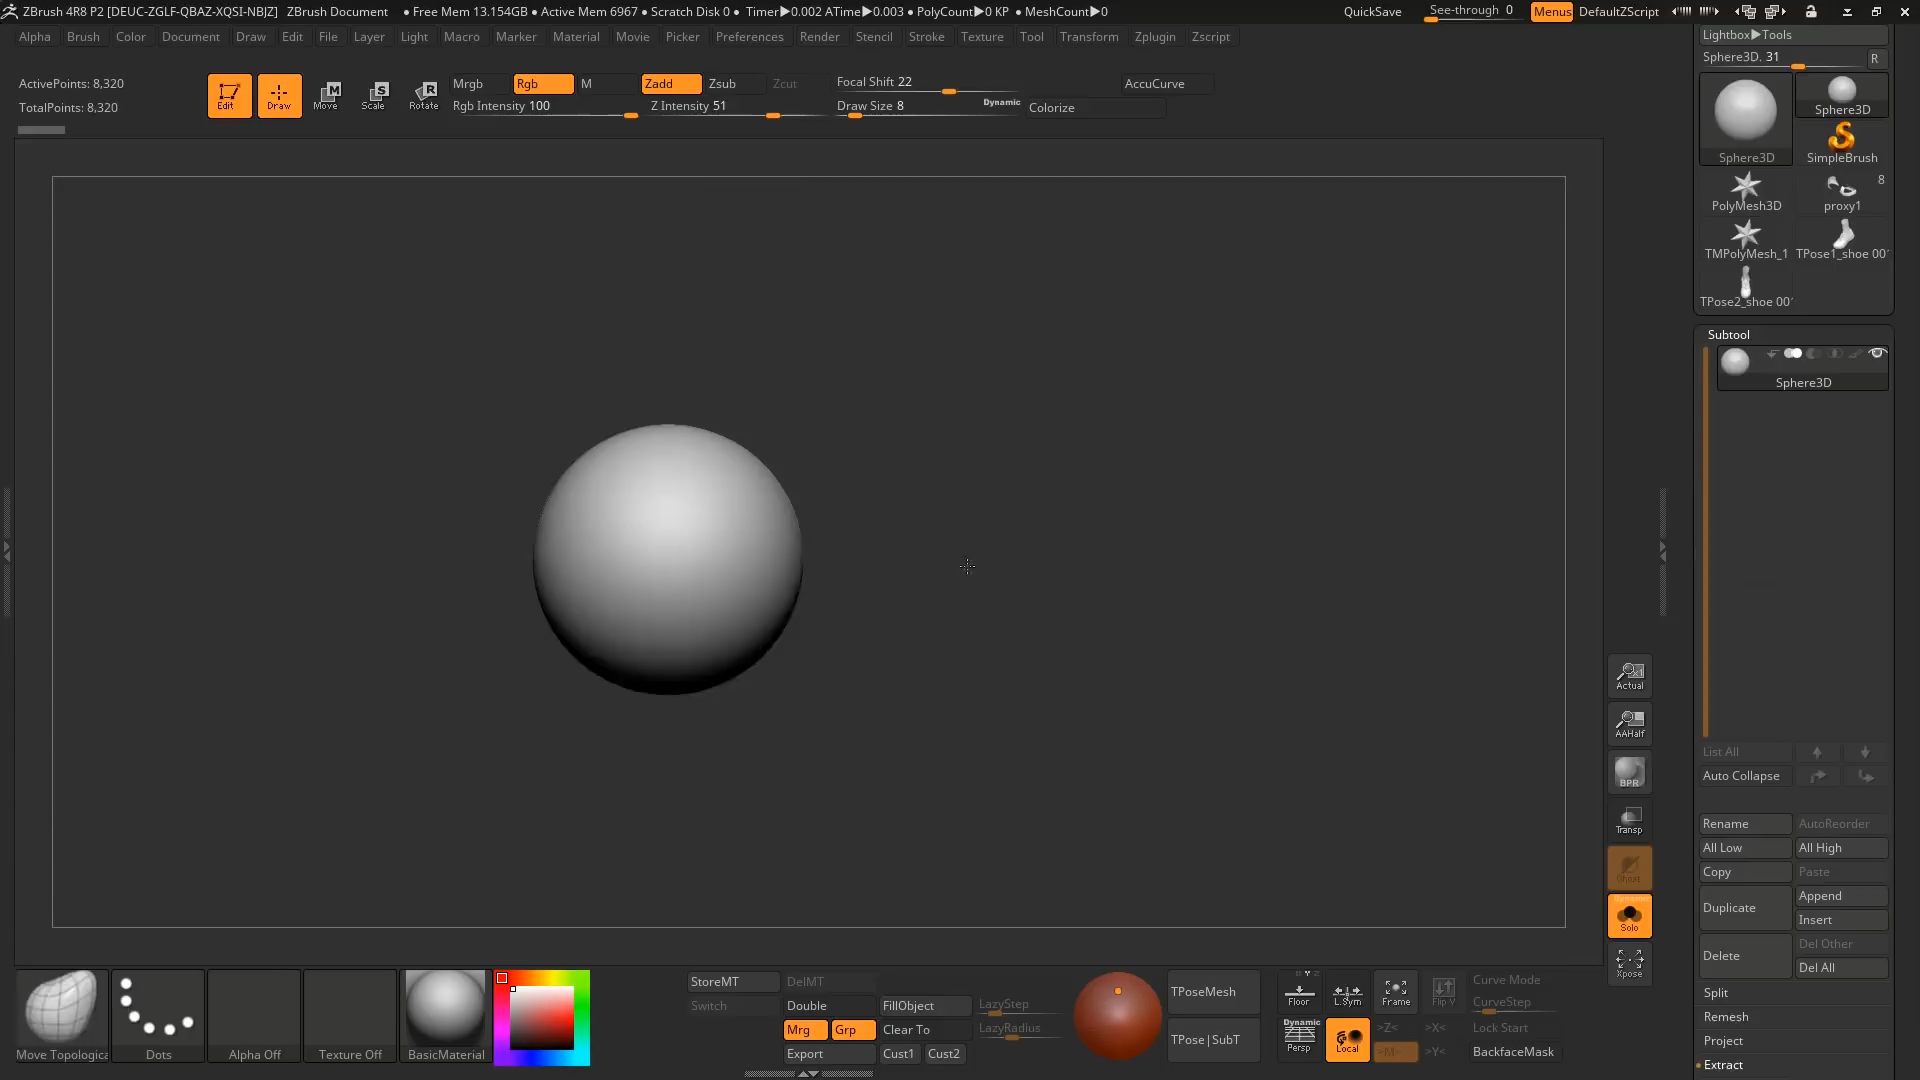 ZBrush 4R8 P2 [DEUC-ZGLF-QBAZ-XQSI-NBJZ] ZBrush Document • Free Mem 13.154GB • Active Mem 6967 • Scratch Disk 0 • Timer▶0.002 ATime▶0.003 • PolyCount▶0 KP • MeshCount▶0 QuickSave See-through 0 Menus DefaultZScript
Alpha Brush Color Document Draw Edit File Layer Light Macro Marker Material Movie Picker Preferences Render Stencil Stroke Texture Tool Transform Zplugin Zscript
Lightbox▶Tools
Sphere3D. 31 R
ActivePoints: 8,320
TotalPoints: 8,320
Edit Draw Move Scale Rotate
M S R
Mrgb Rgb M Zadd Zsub Zcut Focal Shift 22 AccuCurve
Rgb Intensity 100 Z Intensity 51 Draw Size 8 Dynamic Colorize
Sphere3D
Sphere3D SimpleBrush
8
PolyMesh3D proxy1
TMPolyMesh_1 TPose1_shoe 00
TPose2_shoe 00
Subtool
Sphere3D
List All
Auto Collapse
Rename AutoReorder
All Low All High
Copy Paste
Duplicate Append
Insert
Delete Del Other
Del All
Split
Remesh
Project
Extract
Actual
AAHalf
BPR
Transp
Ghost
Dynamic
Solo
Xpose
Move Topologica Dots Alpha Off Texture Off BasicMaterial
StoreMT DelMT
Switch Double FillObject LazyStep
Mrg Grp Clear To LazyRadius
Export Cust1 Cust2
TPoseMesh
TPose|SubT
Floor L.Sym Frame Flip V Curve Mode
CurveStep
Dynamic
Persp Local >Z< >X< Lock Start
>M< >Y< BackfaceMask